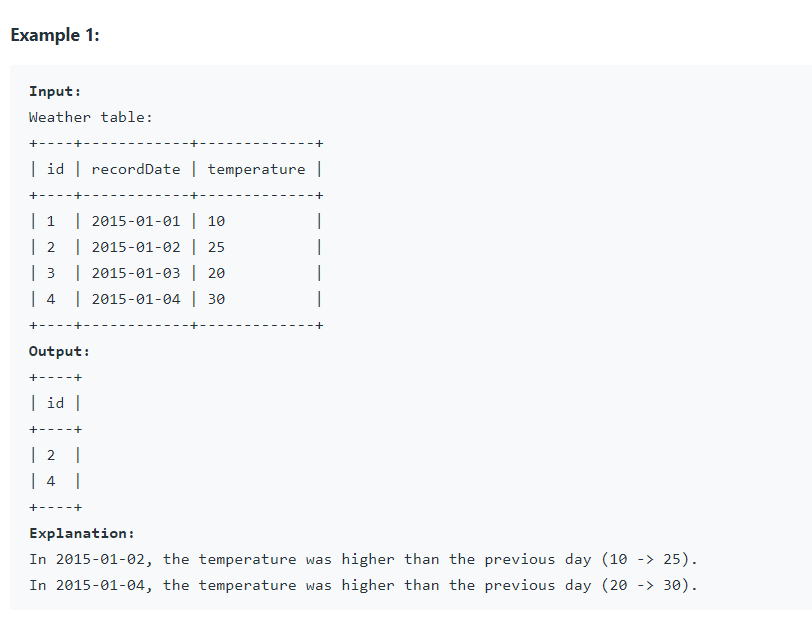 Example 1:
Input:
Weather table:
+----+------------+-------------+
| id | recordDate | temperature |
+----+------------+-------------+
| 1  | 2015-01-01 | 10          |
| 2  | 2015-01-02 | 25          |
| 3  | 2015-01-03 | 20          |
| 4  | 2015-01-04 | 30          |
+----+------------+-------------+
Output:
+----+
| id |
+----+
| 2  |
| 4  |
+----+
Explanation:
In 2015-01-02, the temperature was higher than the previous day (10 -> 25).
In 2015-01-04, the temperature was higher than the previous day (20 -> 30).